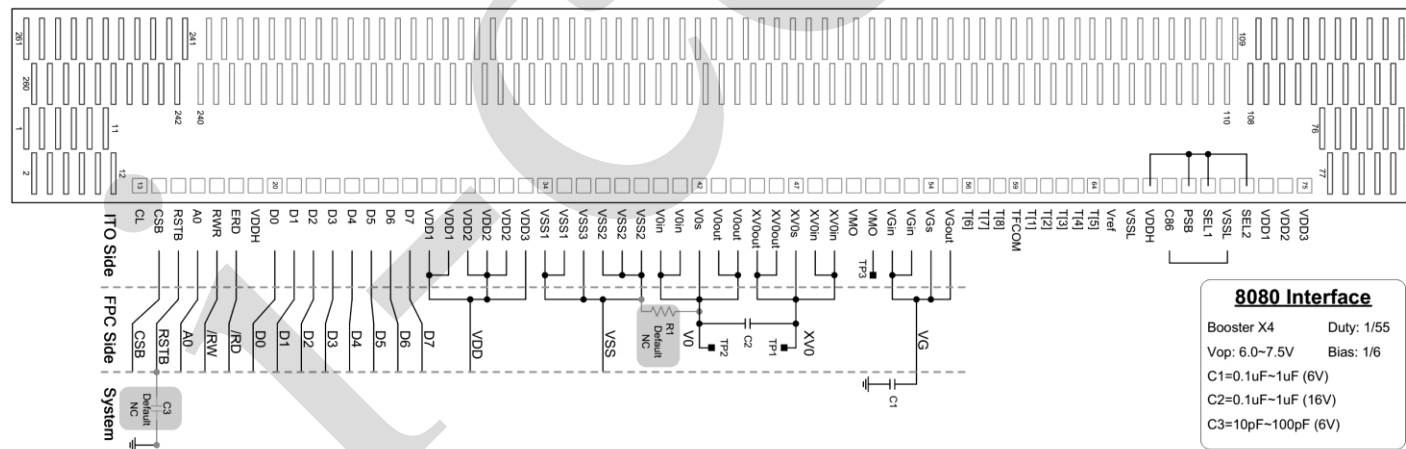 261
241
109
260
242
240
110
108
1
11
76
2
12
77
13
20
34
42
47
54
56
59
64
75
CL
CSB
RSTB
A0
RWR
ERD
VDDH
D0
D1
D2
D3
D4
D5
D6
D7
VDD1
VDD1
VDD2
VDD2
VDD2
VDD3
VSS1
VSS1
VSS3
VSS2
VSS2
VSS2
V0in
V0in
V0s
V0out
V0out
XV0out
XV0out
XV0s
XV0in
XV0in
VMO
VMO
VGin
VGin
VGs
VGout
T[6]
T[7]
T[8]
TFCOM
T[1]
T[2]
T[3]
T[4]
T[5]
Vref
VSSL
VDDH
C86
PSB
SEL1
VSSL
SEL2
VDD1
VDD2
VDD3
ITO Side
FPC Side
System
CSB
RSTB
A0
/RW
/RD
D0
D1
D2
D3
D4
D5
D6
D7
VDD
VSS
R1
Default
NC
V0
TP2
C2
TP1
XV0
TP3
VG
C1
C3
Default
NC
8080 Interface
Booster X4 Duty: 1/55
Vop: 6.0~7.5V Bias: 1/6
C1=0.1uF~1uF (6V)
C2=0.1uF~1uF (16V)
C3=10pF~100pF (6V)